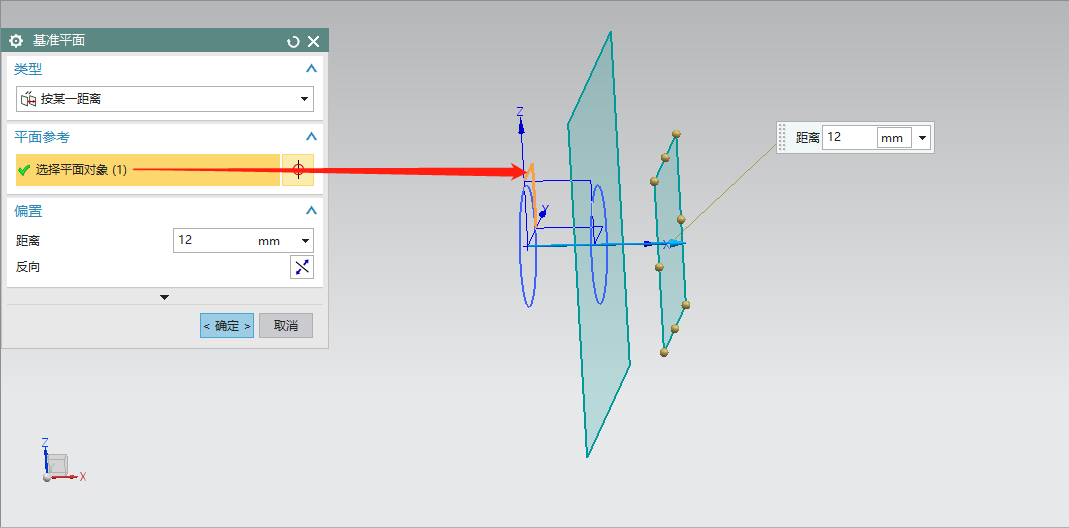 基准平面
类型
按某一距离
平面参考
选择平面对象 (1)
偏置
距离 12 mm
反向
< 确定 > 取消
Z
Y
X
距离 12 mm
Z
X